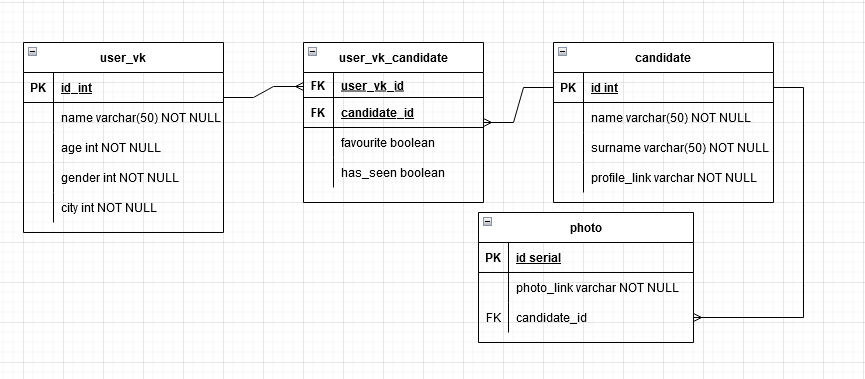 user_vk
PK id_int
name varchar(50) NOT NULL
age int NOT NULL
gender int NOT NULL
city int NOT NULL
user_vk_candidate
FK user_vk_id
FK candidate_id
favourite boolean
has_seen boolean
candidate
PK id int
name varchar(50) NOT NULL
surname varchar(50) NOT NULL
profile_link varchar NOT NULL
photo
PK id serial
photo_link varchar NOT NULL
FK candidate_id